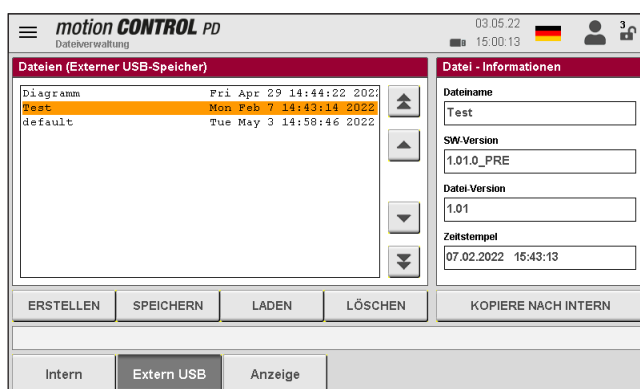 motion CONTROL PD
Dateiverwaltung
03.05.22
15:00:13
3
Dateien (Externer USB-Speicher)
Diagramm Fri Apr 29 14:44:22 2022
Test Mon Feb 7 14:43:14 2022
default Tue May 3 14:58:46 2022
Datei - Informationen
Dateiname
Test
SW-Version
1.01.0_PRE
Datei-Version
1.01
Zeitstempel
07.02.2022 15:43:13
ERSTELLEN SPEICHERN LADEN LÖSCHEN KOPIERE NACH INTERN
Intern Extern USB Anzeige